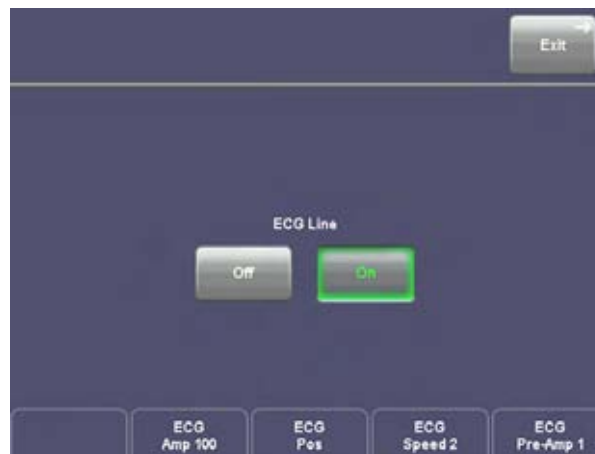 Exit
ECG Line
Off
On
ECG
Amp 100
ECG
Pos
ECG
Speed 2
ECG
Pre-Amp 1